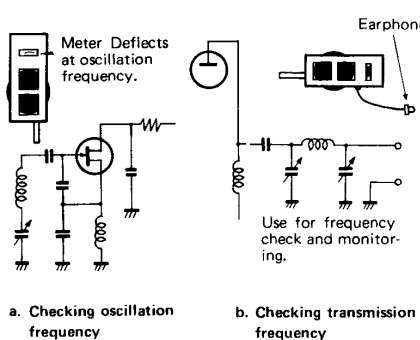 Meter Deflects
at oscillation
frequency.
Earphone
Use for frequency
check and monitor-
ing.
a. Checking oscillation
frequency
b. Checking transmission
frequency